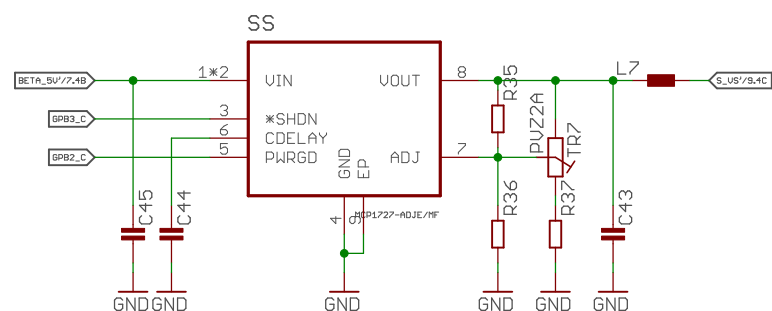 SS
BETA_5V'/7.4B
1*2
VIN
VOUT
8
R35
L7
S_VS'/9.4C
GPB3_C
3
*SHDN
6
CDELAY
GPB2_C
5
PWRGD
GND
EP
ADJ
7
PVZ2A
TR7
C45
C44
4
9
MCP1727-ADJE/MF
R36
R37
C43
GND
GND
GND
GND
GND
GND